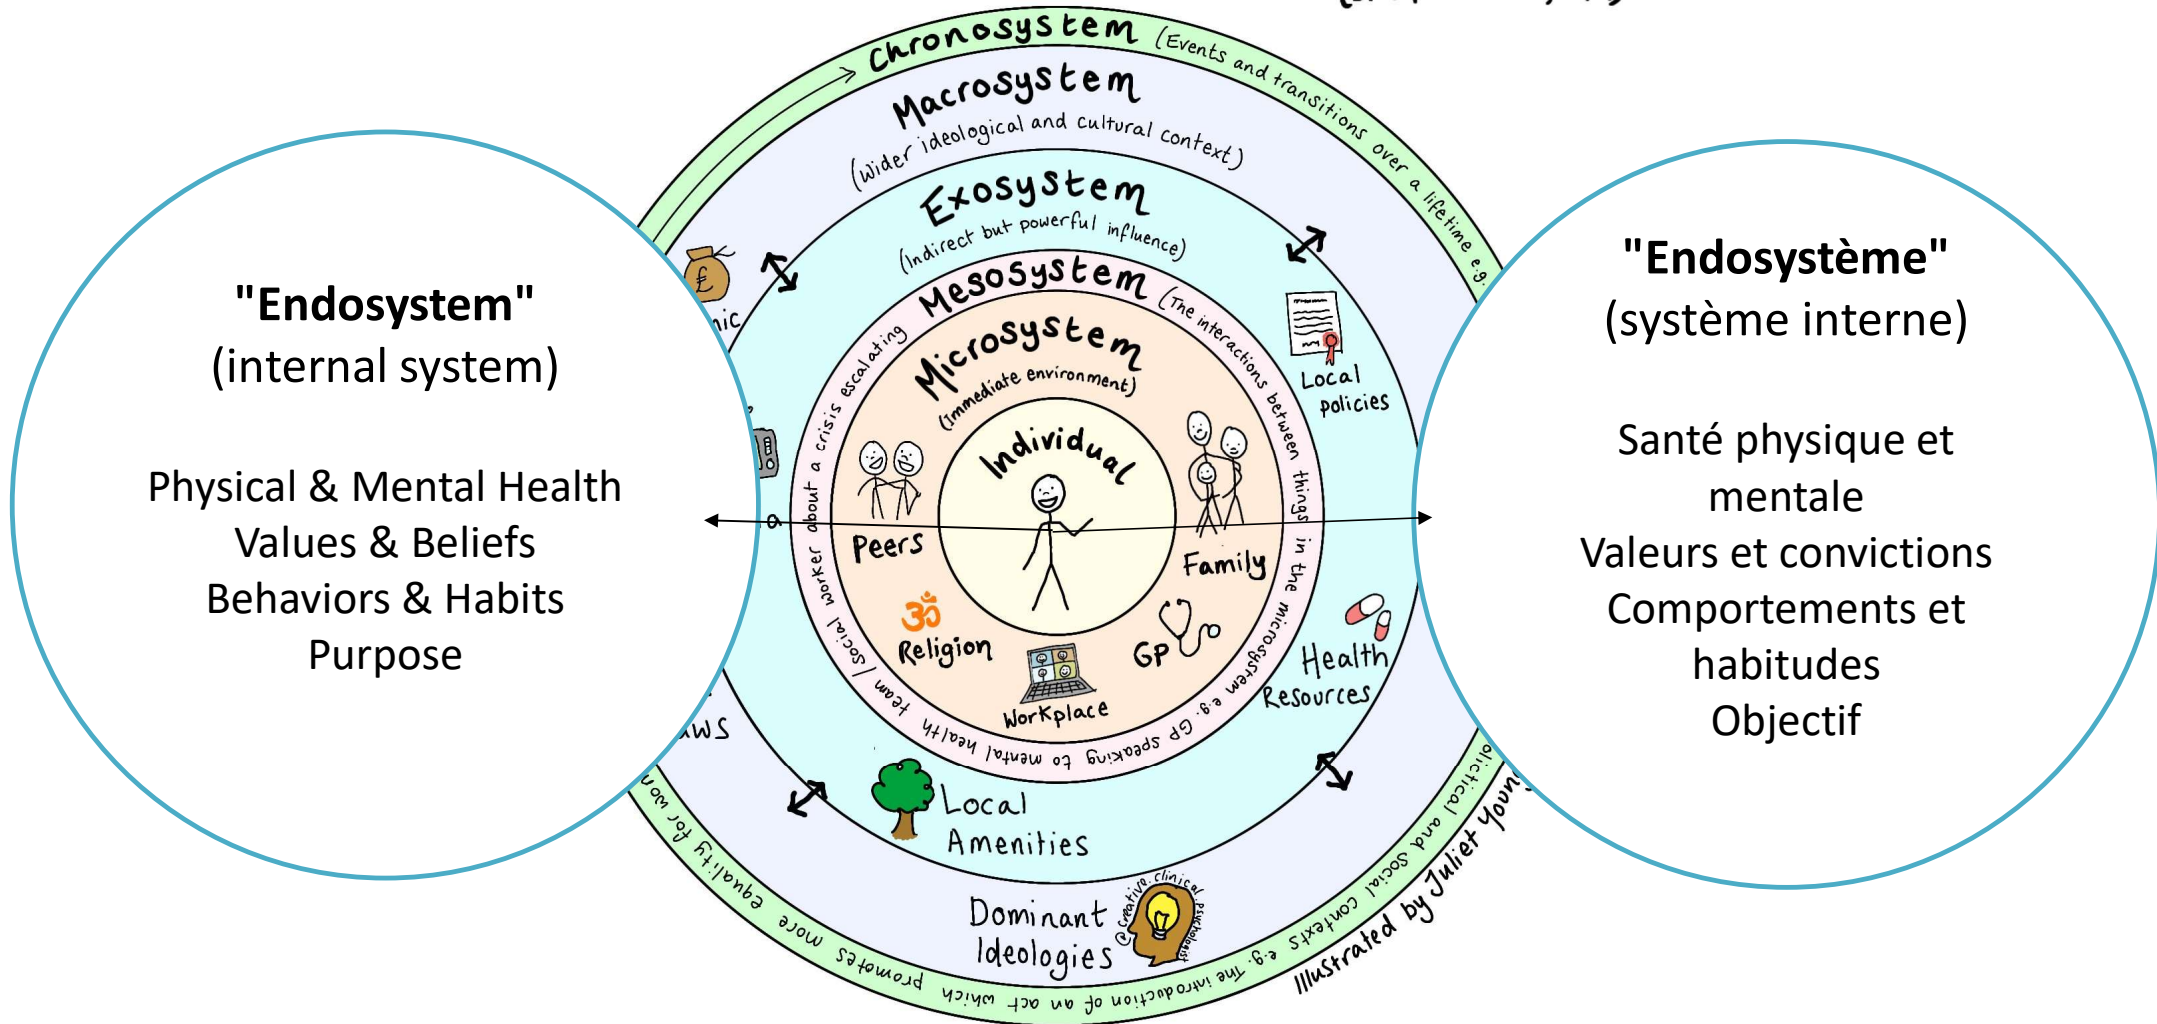 Chronosystem (Events and transitions over a lifetime e.g.
Macrosystem
(Wider ideological and cultural context)
Exosystem
(Indirect but powerful influence)
Mesosystem (The interactions between things in the microsystem e.g. GP speaking to mental health team / social worker about a crisis escalating
Microsystem
(Immediate environment)
Individual
Peers
Family
Religion
GP
Workplace
Local
policies
Health
Resources
Local
Amenities
Dominant
Ideologies
@creative.clinical.psychologist
and social contexts e.g. The introduction of an act which promotes more equality for
Illustrated by Juliet Young
"Endosystem"
(internal system)
Physical & Mental Health
Values & Beliefs
Behaviors & Habits
Purpose
"Endosystème"
(système interne)
Santé physique et
mentale
Valeurs et convictions
Comportements et
habitudes
Objectif